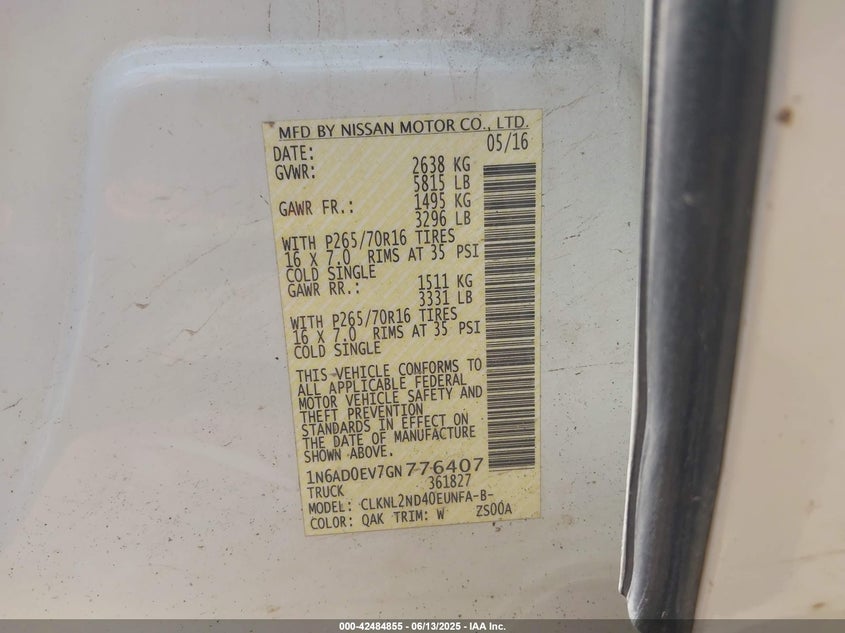 MFD BY NISSAN MOTOR CO., LTD.
DATE: 05/16
GVWR: 2638 KG
5815 LB
GAWR FR.: 1495 KG
3296 LB
WITH P265/70R16 TIRES
16 X 7.0 RIMS AT 35 PSI
COLD SINGLE
GAWR RR.: 1511 KG
3331 LB
WITH P265/70R16 TIRES
16 X 7.0 RIMS AT 35 PSI
COLD SINGLE
THIS VEHICLE CONFORMS TO
ALL APPLICABLE FEDERAL
MOTOR VEHICLE SAFETY AND
THEFT PREVENTION
STANDARDS IN EFFECT ON
THE DATE OF MANUFACTURE
SHOWN ABOVE.
1N6AD0EV7GN776407
TRUCK 361827
MODEL: CLKNL2ND40EUNFA-B-
COLOR: QAK TRIM: W ZS00A
000-42484855 - 06/13/2025 - IAA Inc.